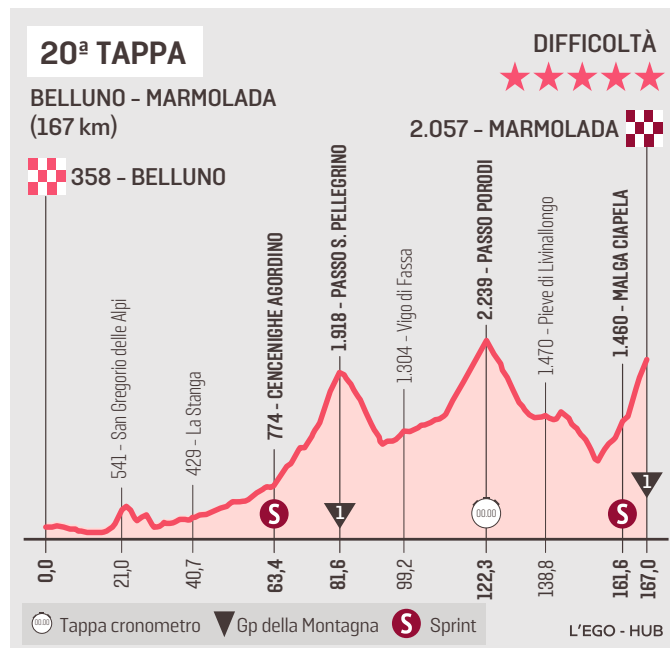 20ª TAPPA
DIFFICOLTÀ
BELLUNO - MARMOLADA
(167 km)
2.057 - MARMOLADA
358 - BELLUNO
541 - San Gregorio delle Alpi
429 - La Stanga
774 - CENCENIGHE AGORDINO
1.918 - PASSO S. PELLEGRINO
1.304 - Vigo di Fassa
2.239 - PASSO PORODI
1.470 - Pieve di Livinallongo
1.460 - MALGA CIAPELA
S
1
00.00
S
1
0,0
21,0
40,7
63,4
81,6
99,2
122,3
138,8
161,6
167,0
00.00 Tappa cronometro
Gp della Montagna
S Sprint
L'EGO - HUB